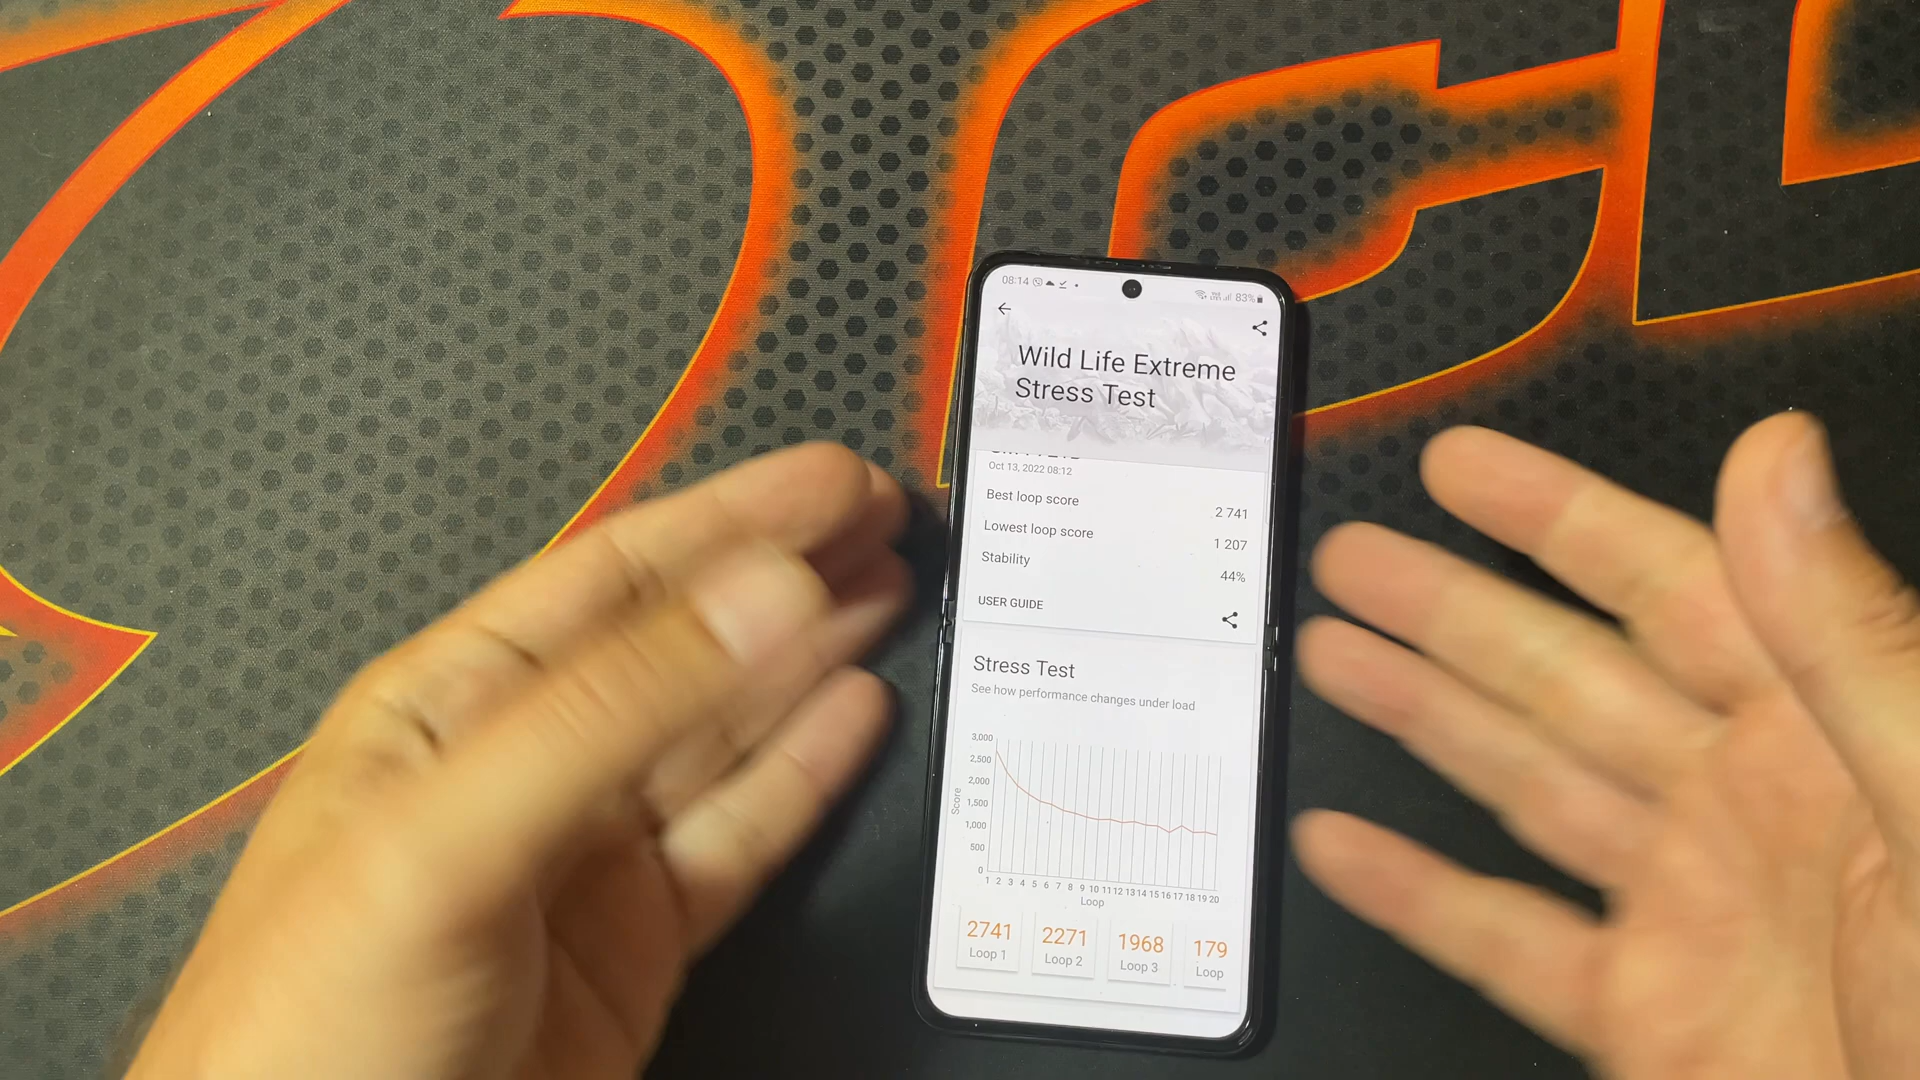 08:14
83%
Wild Life Extreme
Stress Test
Oct 13, 2022 08:12
Best loop score
2 741
Lowest loop score
1 207
Stability
44%
USER GUIDE
Stress Test
See how performance changes under load
3,000
2,500
2,000
1,500
1,000
500
0
Score
1 2 3 4 5 6 7 8 9 10 11 12 13 14 15 16 17 18 19 20
Loop
2741
2271
1968
179
Loop 1
Loop 2
Loop 3
Loop